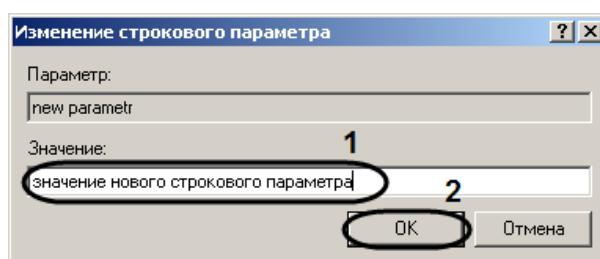 Изменение строкового параметра
Параметр:
new parametr
Значение:
1
значение нового строкового параметра
2
OK
Отмена